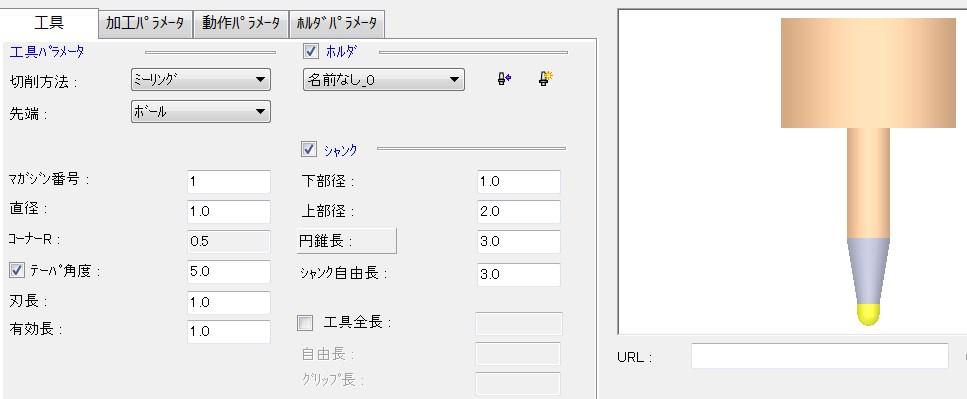 工具
加工ﾊﾟﾗﾒｰﾀ
動作ﾊﾟﾗﾒｰﾀ
ﾎﾙﾀﾞﾊﾟﾗﾒｰﾀ
工具ﾊﾟﾗﾒｰﾀ
切削方法 : ﾐｰﾘﾝｸﾞ
先端 : ﾎﾞｰﾙ
ﾏｶﾞｼﾞﾝ番号 : 1
直径 : 1.0
ｺｰﾅｰR : 0.5
ﾃｰﾊﾟ角度 : 5.0
刃長 : 1.0
有効長 : 1.0
ﾎﾙﾀﾞ
名前なし_0
ｼｬﾝｸ
下部径 : 1.0
上部径 : 2.0
円錐長 : 3.0
ｼｬﾝｸ自由長 : 3.0
工具全長 :
自由長 :
ｸﾞﾘｯﾌﾟ長 :
URL :